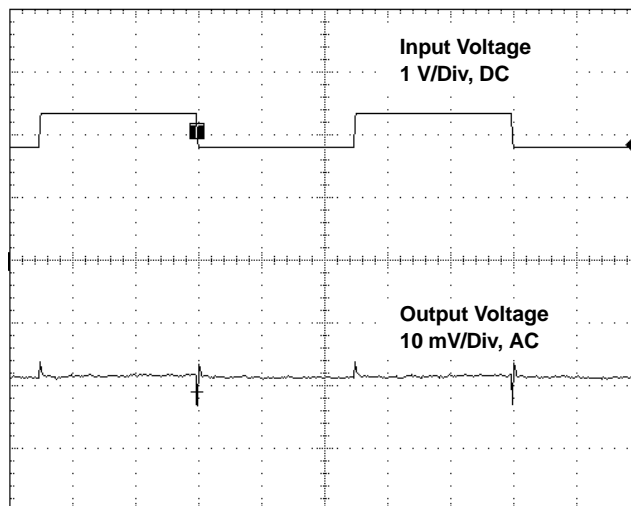 Input Voltage
1 V/Div, DC
Output Voltage
10 mV/Div, AC